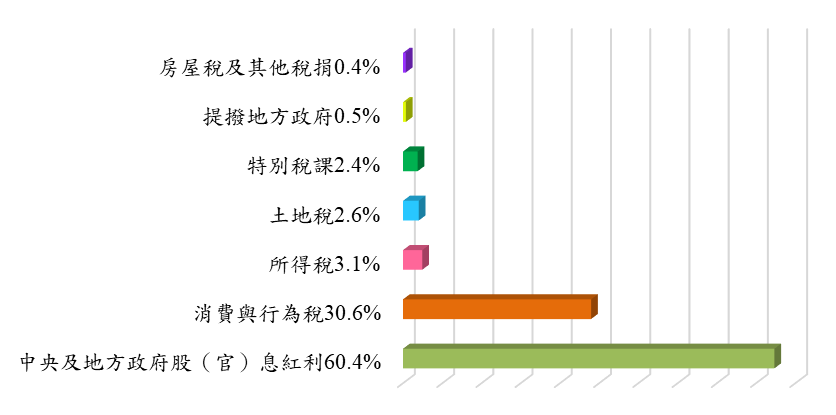 房屋稅及其他稅捐0.4%
提撥地方政府0.5%
特別稅課2.4%
土地稅2.6%
所得稅3.1%
消費與行為稅30.6%
中央及地方政府股（官）息紅利60.4%